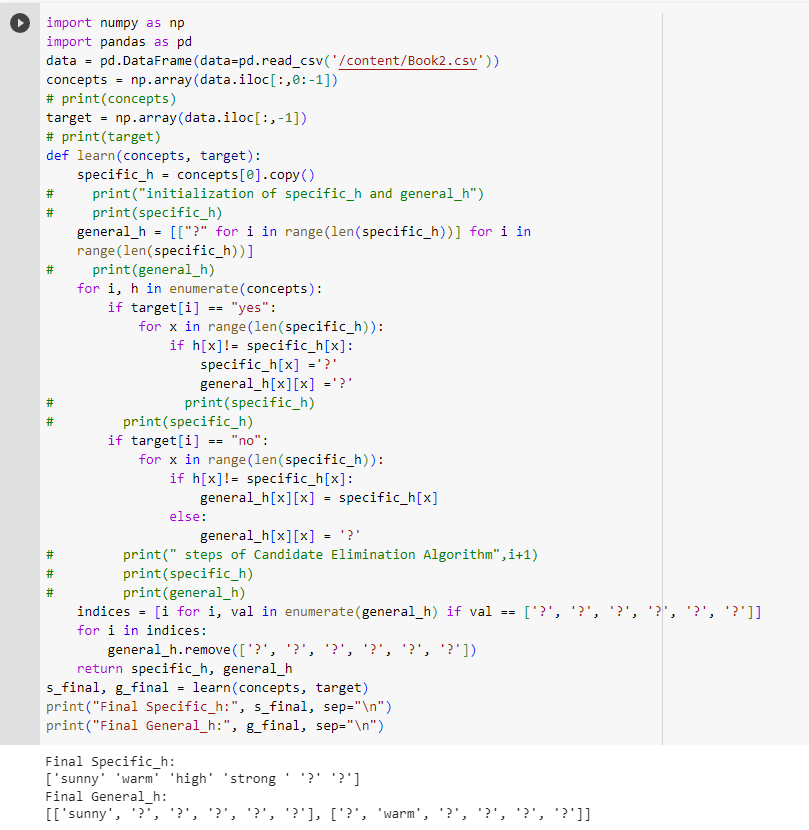 import numpy as np
import pandas as pd
data = pd.DataFrame(data=pd.read_csv('/content/Book2.csv'))
concepts = np.array(data.iloc[:,0:-1])
# print(concepts)
target = np.array(data.iloc[:,-1])
# print(target)
def learn(concepts, target):
    specific_h = concepts[0].copy()
#     print("initialization of specific_h and general_h")
#     print(specific_h)
    general_h = [["?" for i in range(len(specific_h))] for i in
    range(len(specific_h))]
#     print(general_h)
    for i, h in enumerate(concepts):
        if target[i] == "yes":
            for x in range(len(specific_h)):
                if h[x]!= specific_h[x]:
                    specific_h[x] ='?'
                    general_h[x][x] ='?'
#                 print(specific_h)
#         print(specific_h)
        if target[i] == "no":
            for x in range(len(specific_h)):
                if h[x]!= specific_h[x]:
                    general_h[x][x] = specific_h[x]
                else:
                    general_h[x][x] = '?'
#         print(" steps of Candidate Elimination Algorithm",i+1)
#         print(specific_h)
#         print(general_h)
    indices = [i for i, val in enumerate(general_h) if val == ['?', '?', '?', '?', '?', '?']]
    for i in indices:
        general_h.remove(['?', '?', '?', '?', '?', '?'])
    return specific_h, general_h
s_final, g_final = learn(concepts, target)
print("Final Specific_h:", s_final, sep="\n")
print("Final General_h:", g_final, sep="\n")
Final Specific_h:
['sunny' 'warm' 'high' 'strong ' '?' '?']
Final General_h:
[['sunny', '?', '?', '?', '?', '?'], ['?', 'warm', '?', '?', '?', '?']]